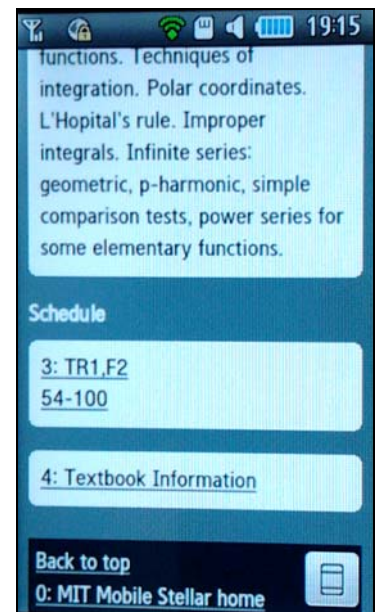 19:15
functions. Techniques of
integration. Polar coordinates.
L'Hopital's rule. Improper
integrals. Infinite series:
geometric, p-harmonic, simple
comparison tests, power series for
some elementary functions.
Schedule
3: TR1,F2
54-100
4: Textbook Information
Back to top
0: MIT Mobile Stellar home